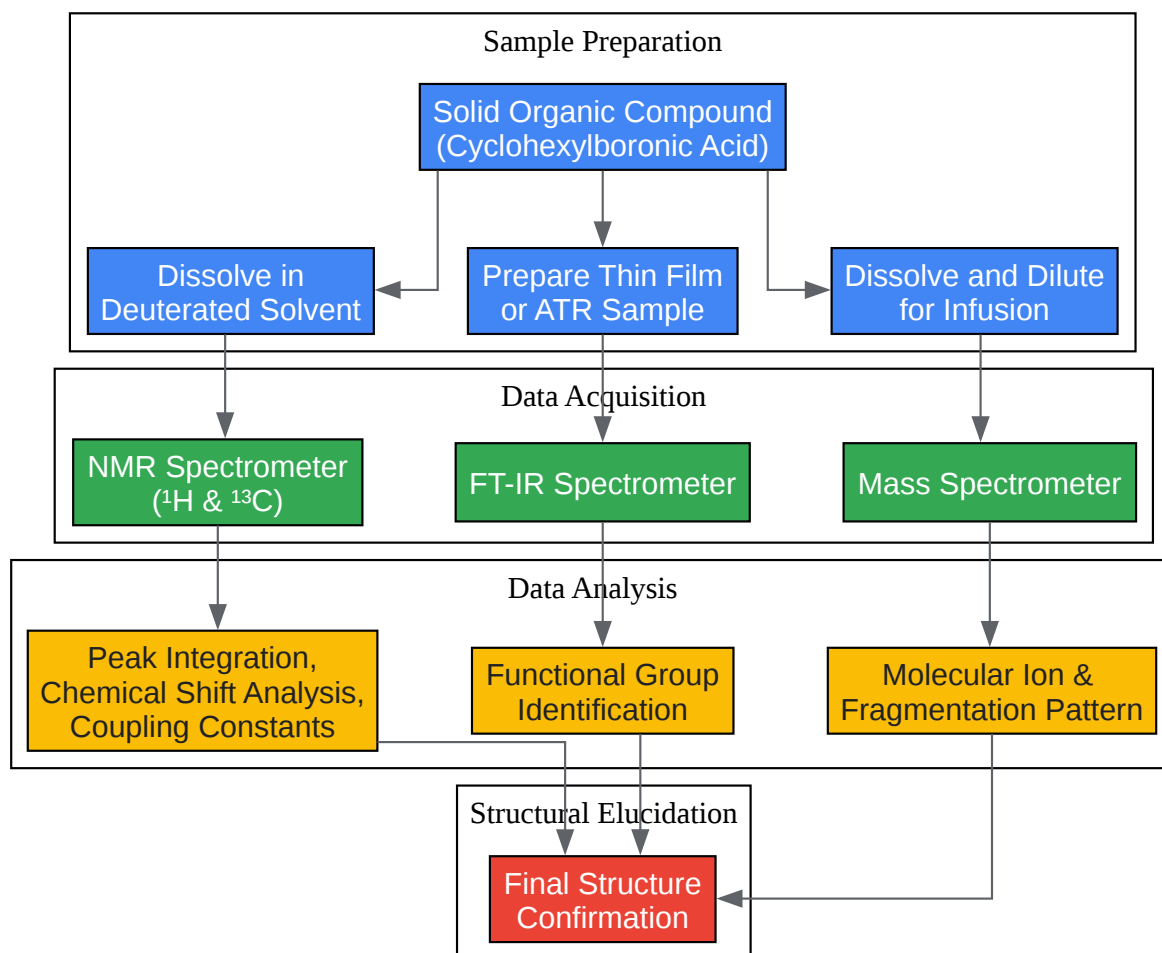 Sample Preparation
Solid Organic Compound
(Cyclohexylboronic Acid)
Dissolve in
Deuterated Solvent
Prepare Thin Film
or ATR Sample
Dissolve and Dilute
for Infusion
Data Acquisition
NMR Spectrometer
(¹H & ¹³C)
FT-IR Spectrometer
Mass Spectrometer
Data Analysis
Peak Integration,
Chemical Shift Analysis,
Coupling Constants
Functional Group
Identification
Molecular Ion &
Fragmentation Pattern
Structural Elucidation
Final Structure
Confirmation